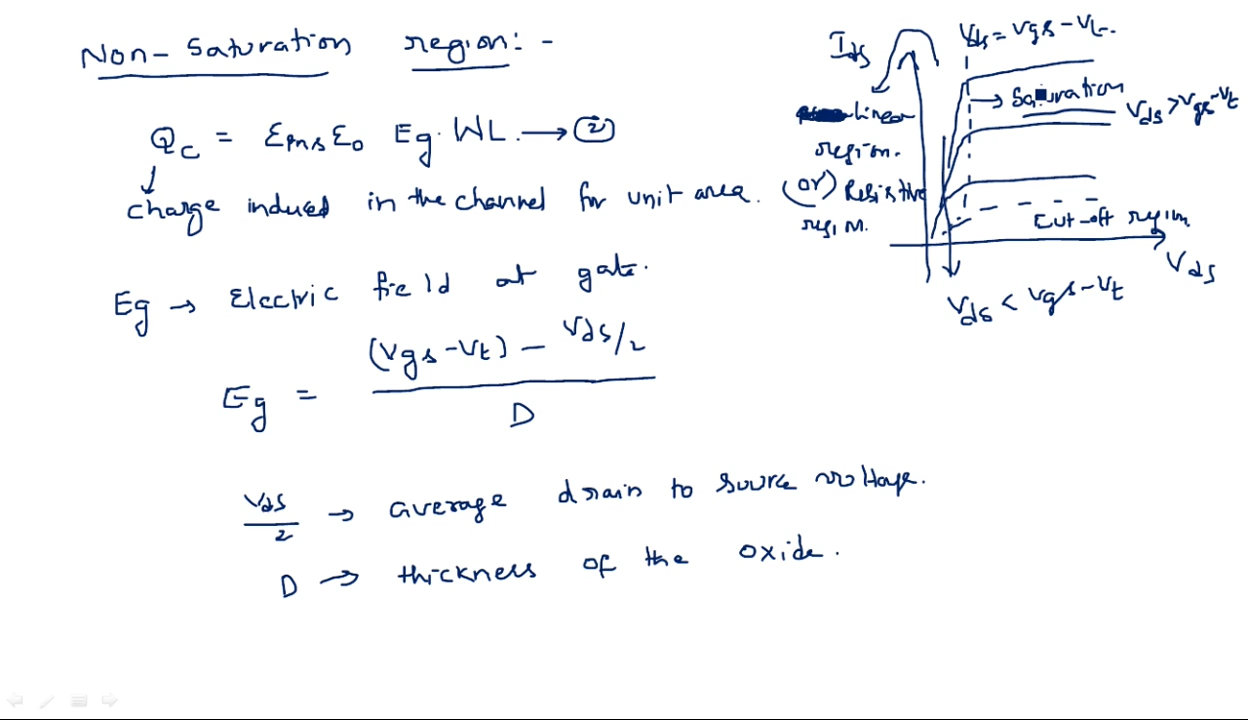 Non-Saturation region:-
Qc = εins ε0 Eg. WL. → ②
charge induced in the channel for unit area.
Eg → Electric field at gate.
Eg = (Vgs - Vt) - Vds/2
D
Vds/2 → average drain to source voltage.
D → thickness of the oxide.
Ids
Vds = Vgs - Vt
→ Saturation
Vds > Vgs - Vt
Linear
region.
(or) Resistive
region.
Cut-off region
Vds
Vds < Vgs - Vt